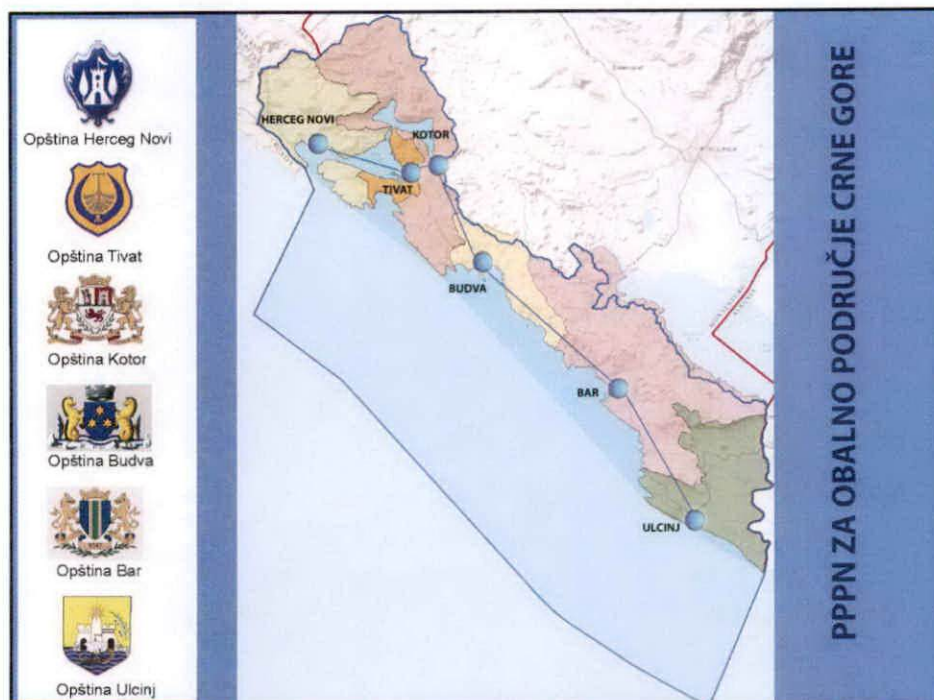 Opština Herceg Novi
Opština Tivat
Opština Kotor
Opština Budva
Opština Bar
Opština Ulcinj
HERCEG NOVI
KOTOR
TIVAT
BUDVA
BAR
ULCINJ
PPPN ZA OBALNO PODRUČJE CRNE GORE